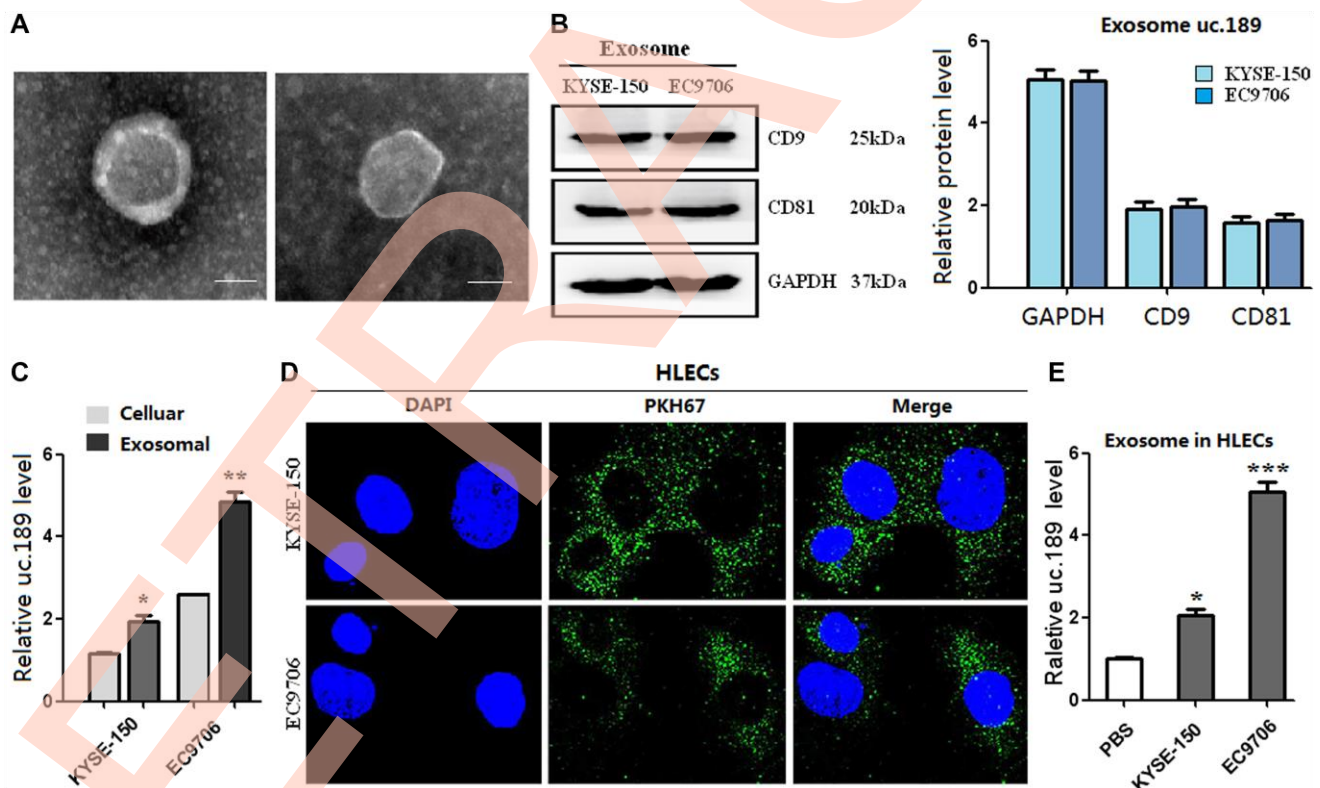 A
B
Exosome
KYSE-150 EC9706
CD9 25kDa
CD81 20kDa
GAPDH 37kDa
Exosome uc.189
KYSE-150
EC9706
Relative protein level
6
4
2
0
GAPDH CD9 CD81
C
Celluar
Exosomal
Relative uc.189 level
6
4
2
0
*
**
KYSE-150
EC9706
D
HLECs
DAPI PKH67 Merge
KYSE-150
EC9706
E
Exosome in HLECs
Raletive uc.189 level
6
4
2
0
*
***
PBS
KYSE-150
EC9706